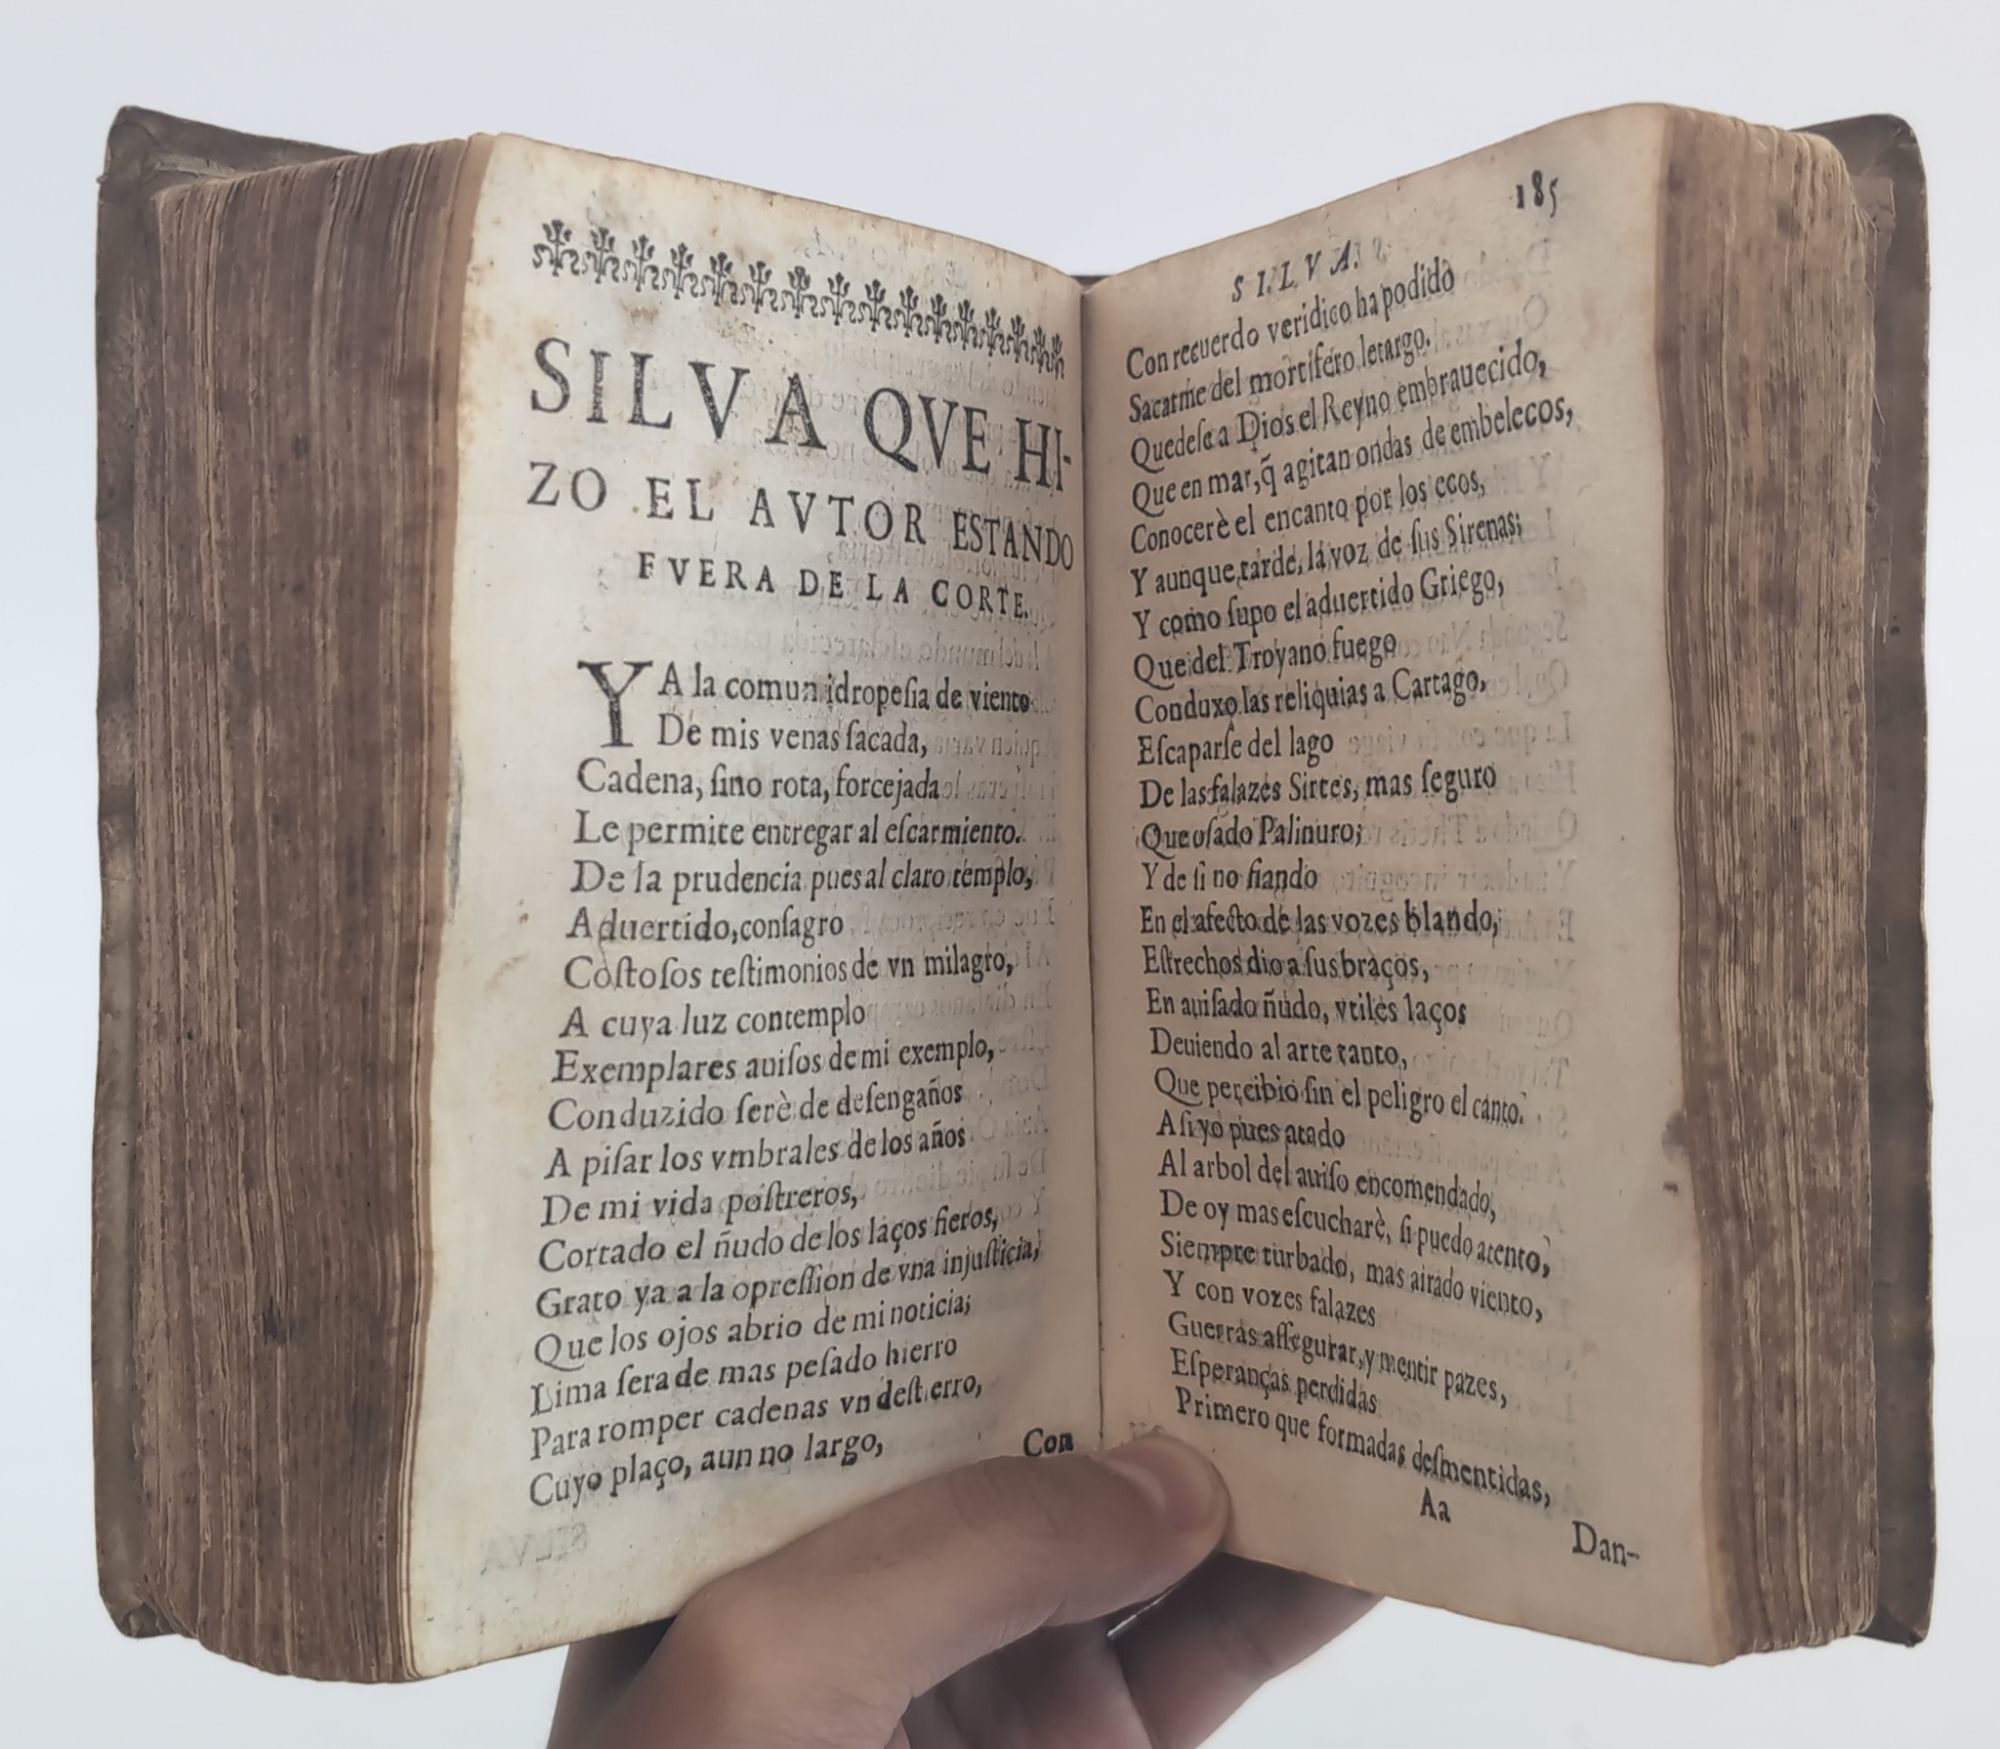 SILVA QVE HI-
ZO EL AVTOR ESTANDO
FVERA DE LA CORTE.
YA la comun idropeſia de viento
De mis venas ſacada,
Cadena, ſino rota, forcejada
Le permite entregar al eſcarmiento.
De la prudencia pues al claro templo,
Aduertido, conſagro
Coſtoſos teſtimonios de vn milagro,
A cuya luz contemplo
Exemplares auiſos de mi exemplo,
Conduzido ſerè de deſengaños
A piſar los vmbrales de los años
De mi vida poſtreros,
Cortado el ñudo de los laços fieros,
Grato ya a la opreſſion de vna injuſticia,
Que los ojos abrio de mi noticia;
Lima ſera de mas peſado hierro
Para romper cadenas vn deſtierro,
Cuyo plaço, aun no largo,
Con
185
SILVA.
Con recuerdo veridico ha podido
Sacarme del mortifero letargo.
Quedeſe a Dios el Reyno embrauecido,
Que en mar, q̃ agitan ondas de embelecos,
Conocerè el encanto por los ecos,
Y aunque tarde, la voz de ſus Sirenas;
Y como ſupo el aduertido Griego,
Que del Troyano fuego
Conduxo las reliquias a Cartago,
Eſcaparſe del lago
De las falazes Sirtes, mas ſeguro
Que oſado Palinuro;
Y de ſi no fiando
En el afecto de las vozes blando,
Eſtrechos dio a ſus braços,
En auiſado ñudo, vtiles laços
Deuiendo al arte tanto,
Que percibio ſin el peligro el canto.
Aſi yo pues atado
Al arbol del auiſo encomendado,
De oy mas eſcucharè, ſi puedo atento,
Siempre turbado, mas airado viento,
Y con vozes falazes
Guerras aſſegurar, y mentir pazes,
Eſperanças perdidas
Primero que formadas deſmentidas,
Aa
Dan-